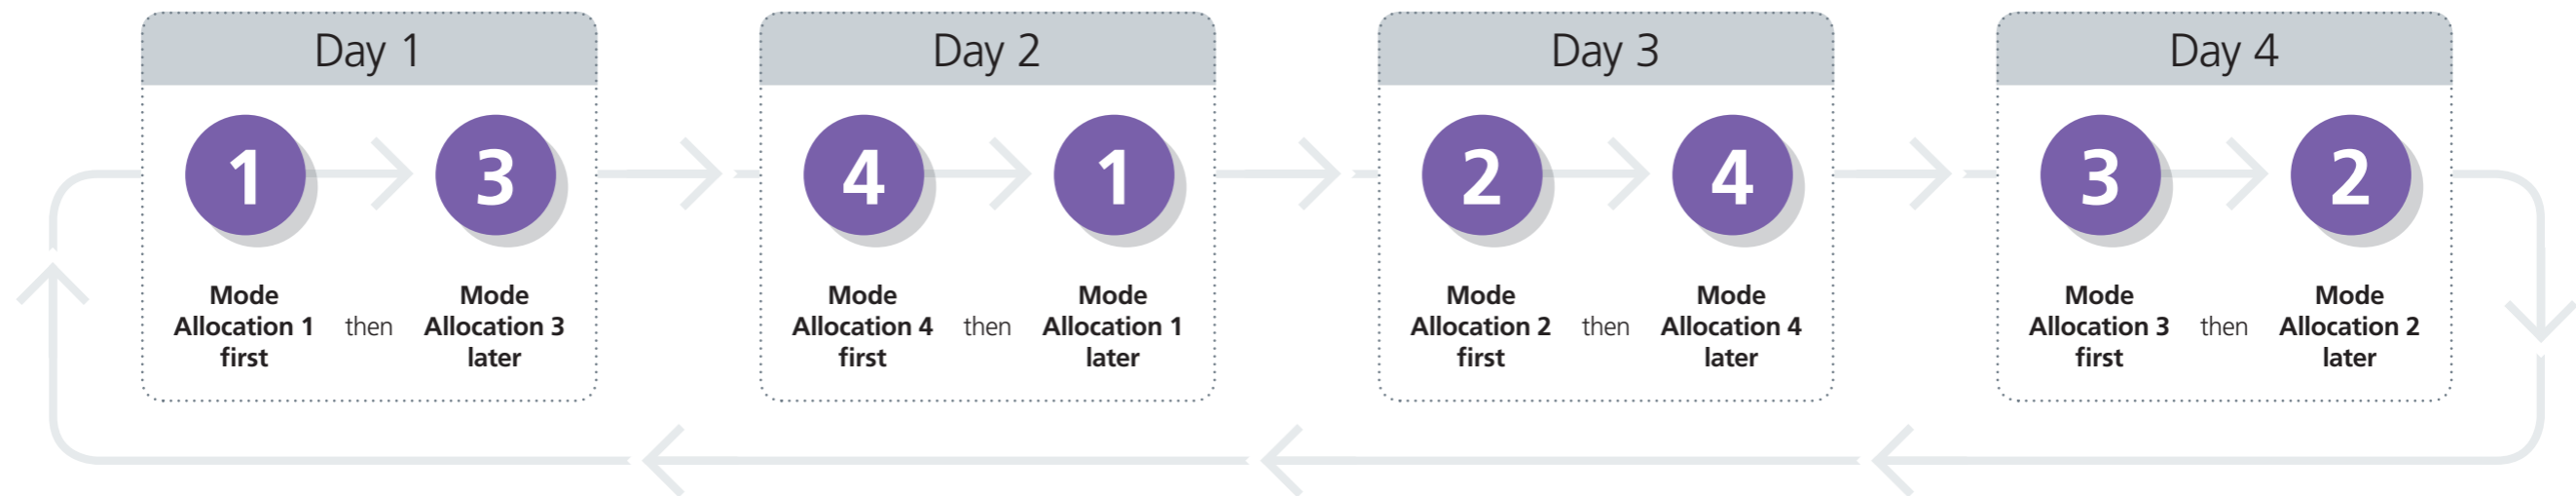 Day 1
1
3
Mode
Allocation 1
first
then
Mode
Allocation 3
later
Day 2
4
1
Mode
Allocation 4
first
then
Mode
Allocation 1
later
Day 3
2
4
Mode
Allocation 2
first
then
Mode
Allocation 4
later
Day 4
3
2
Mode
Allocation 3
first
then
Mode
Allocation 2
later